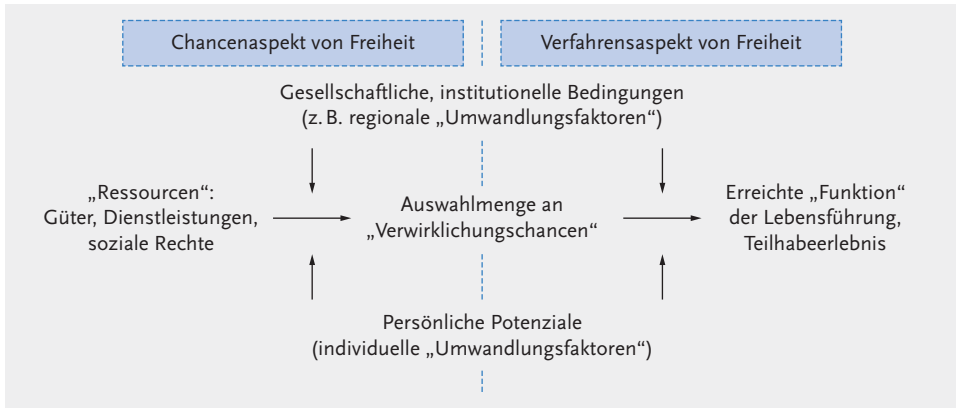 Chancenaspekt von Freiheit
Verfahrensaspekt von Freiheit
Gesellschaftliche, institutionelle Bedingungen
(z. B. regionale „Umwandlungsfaktoren“)
„Ressourcen“:
Güter, Dienstleistungen,
soziale Rechte
Auswahlmenge an
„Verwirklichungschancen“
Erreichte „Funktion“
der Lebensführung,
Teilhabeerlebnis
Persönliche Potenziale
(individuelle „Umwandlungsfaktoren“)